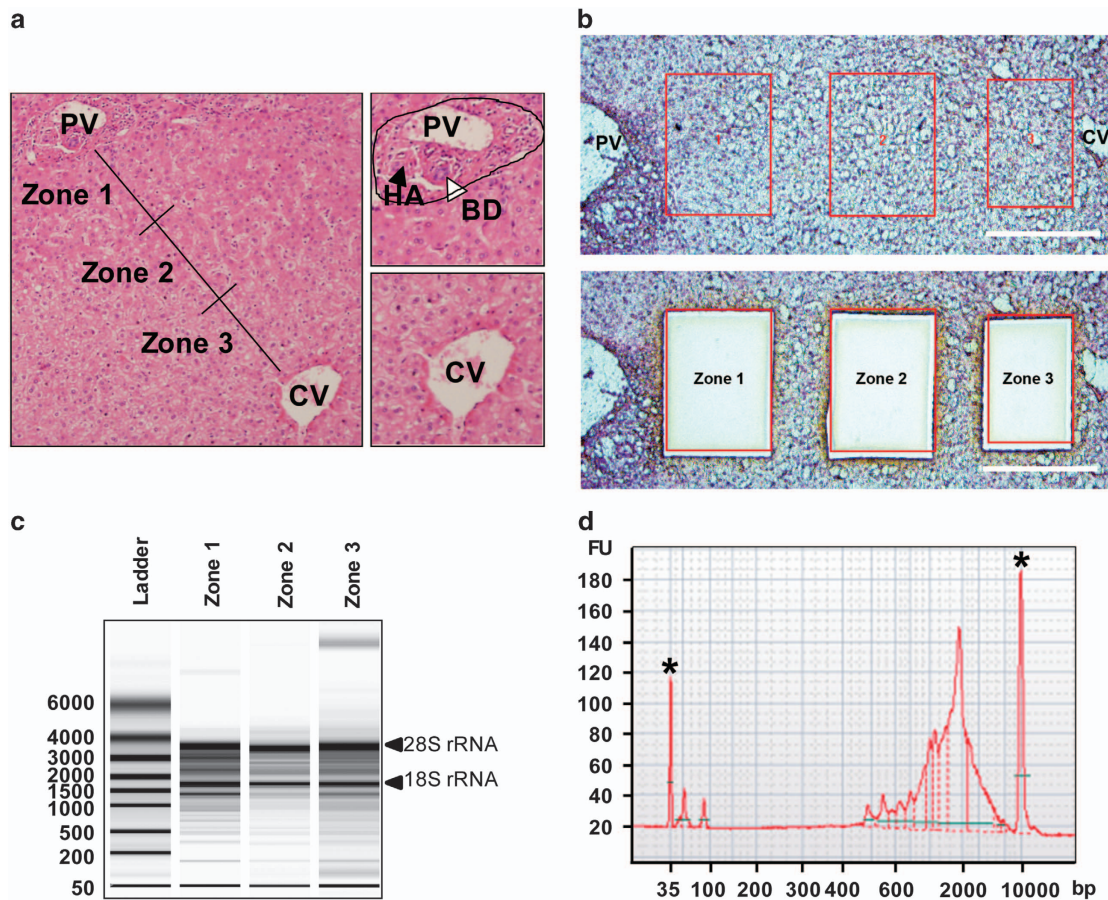 a
PV
Zone 1
Zone 2
Zone 3
CV
PV
HA
BD
CV
b
PV
1
2
3
CV
Zone 1
Zone 2
Zone 3
c
Ladder
Zone 1
Zone 2
Zone 3
6000
4000
3000
2000
1500
1000
500
200
50
28S rRNA
18S rRNA
d
FU
180
160
140
120
100
80
60
40
20
*
*
35 100 200 300 400 600 2000 10000 bp